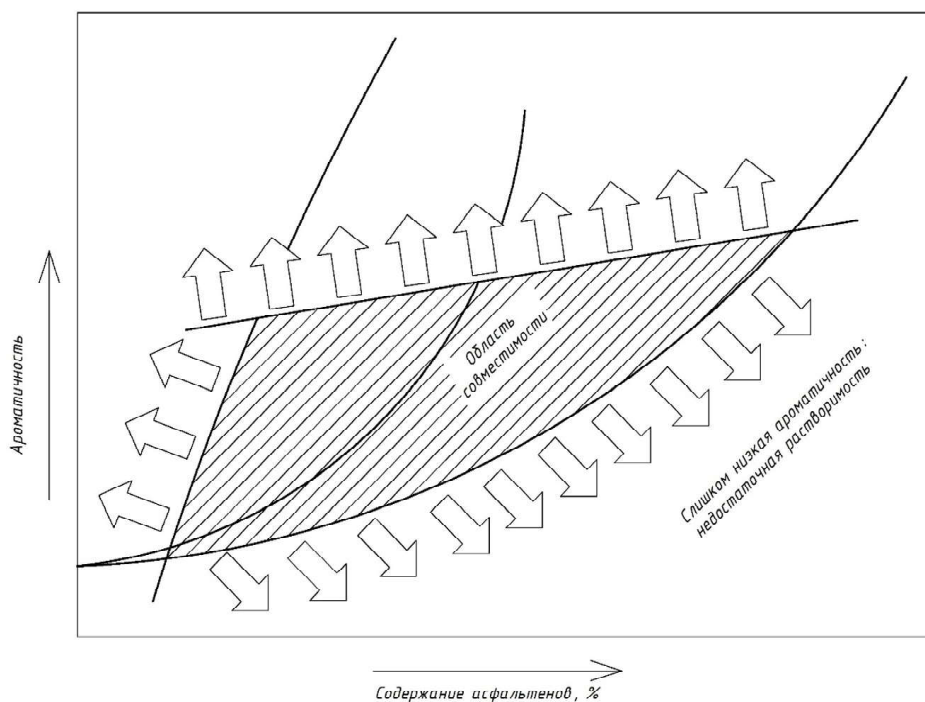 Ароматичность
Область
совместимости
Слишком низкая ароматичность:
недостаточная растворимость
Содержание асфальтенов, %